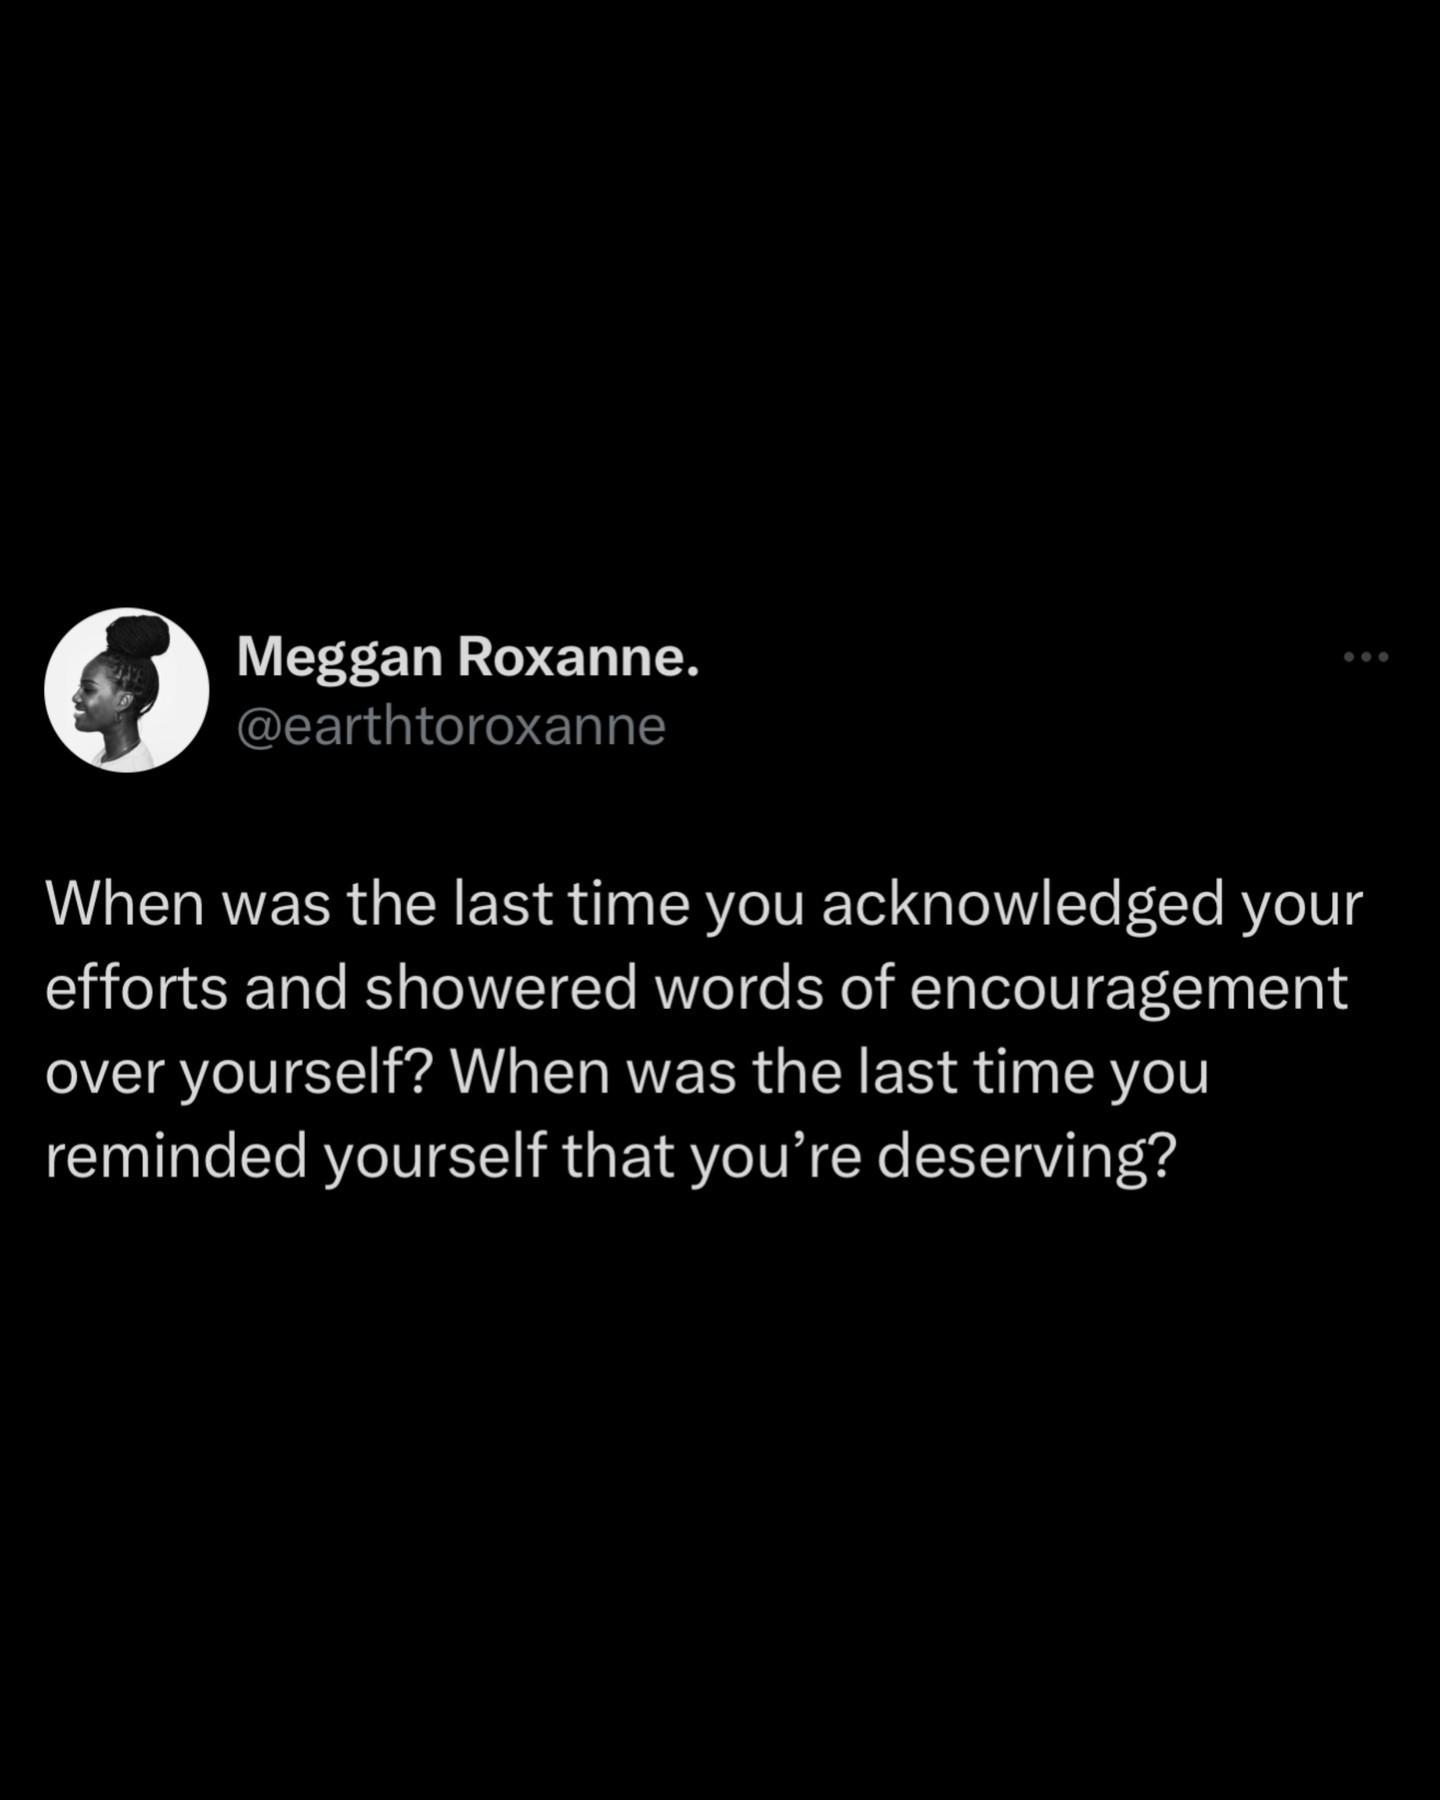 Meggan Roxanne.
@earthtoroxanne
When was the last time you acknowledged your
efforts and showered words of encouragement
over yourself? When was the last time you
reminded yourself that you’re deserving?